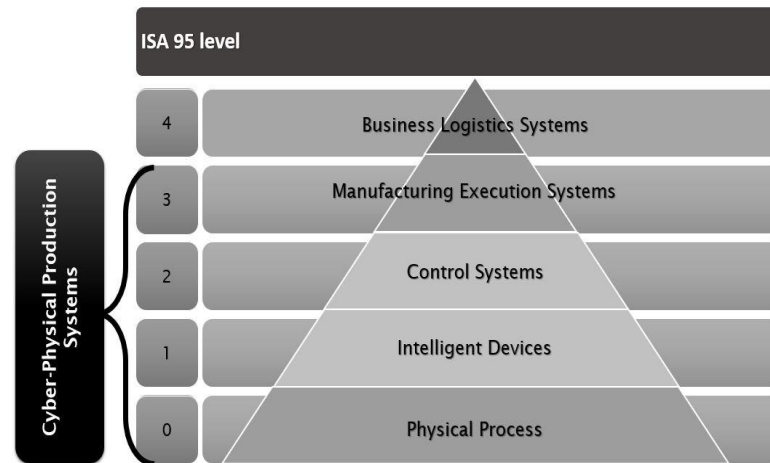 ISA 95 level
4
Business Logistics Systems
3
Manufacturing Execution Systems
2
Control Systems
1
Intelligent Devices
0
Physical Process
Cyber-Physical Production
Systems